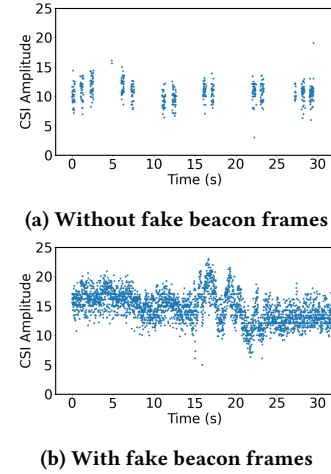 25
20
15
10
5
0
CSI Amplitude
0 5 10 15 20 25 30
Time (s)
(a) Without fake beacon frames
25
20
15
10
5
0
CSI Amplitude
0 5 10 15 20 25 30
Time (s)
(b) With fake beacon frames